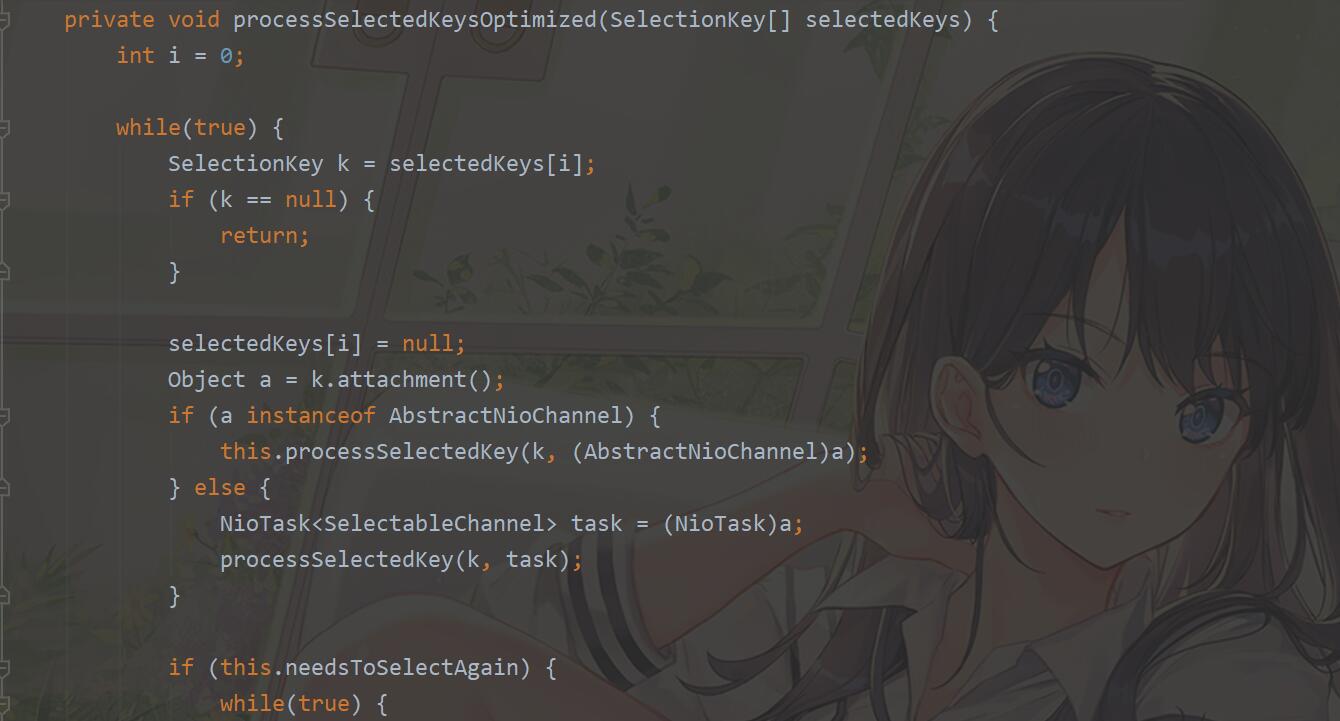 private void processSelectedKeysOptimized(SelectionKey[] selectedKeys) {
int i = 0;
while(true) {
SelectionKey k = selectedKeys[i];
if (k == null) {
return;
}
selectedKeys[i] = null;
Object a = k.attachment();
if (a instanceof AbstractNioChannel) {
this.processSelectedKey(k, (AbstractNioChannel)a);
} else {
NioTask<SelectableChannel> task = (NioTask)a;
processSelectedKey(k, task);
}
if (this.needsToSelectAgain) {
while(true) {